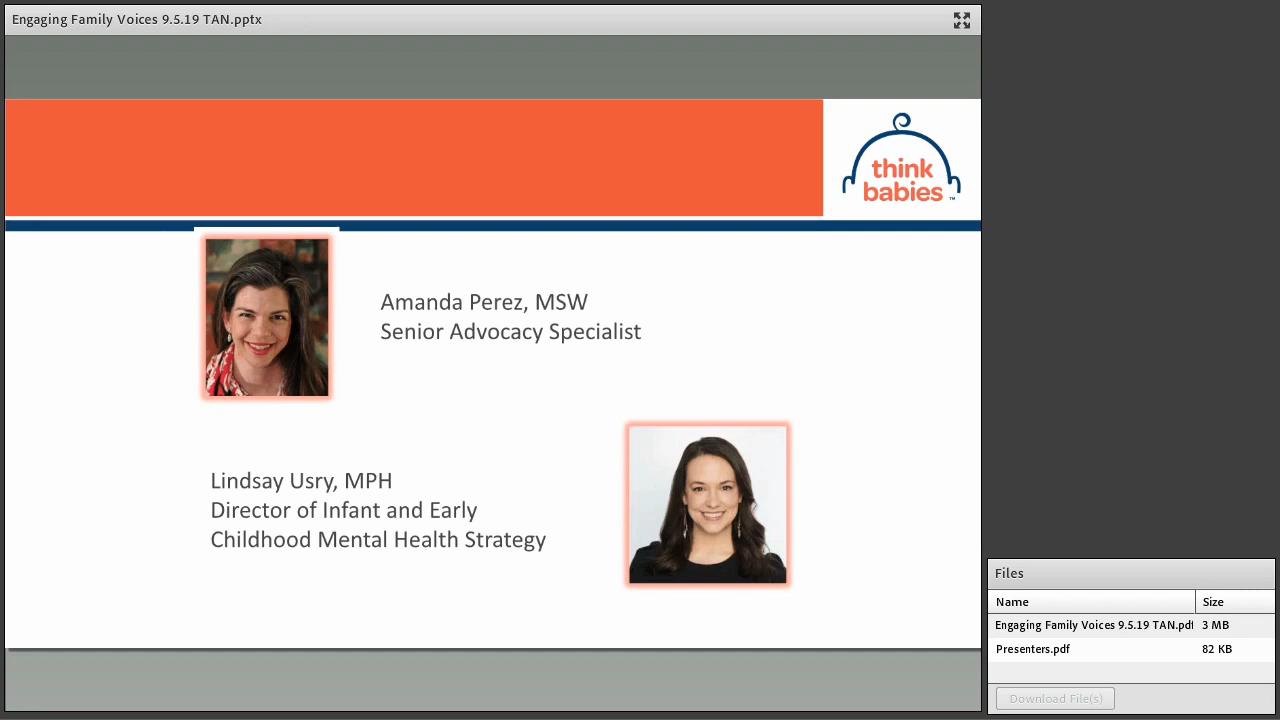 Engaging Family Voices 9.5.19 TAN.pptx
think
babies ™
Amanda Perez, MSW
Senior Advocacy Specialist
Lindsay Usry, MPH
Director of Infant and Early
Childhood Mental Health Strategy
Files
Name Size
Engaging Family Voices 9.5.19 TAN.pdf 3 MB
Presenters.pdf 82 KB
Download File(s)